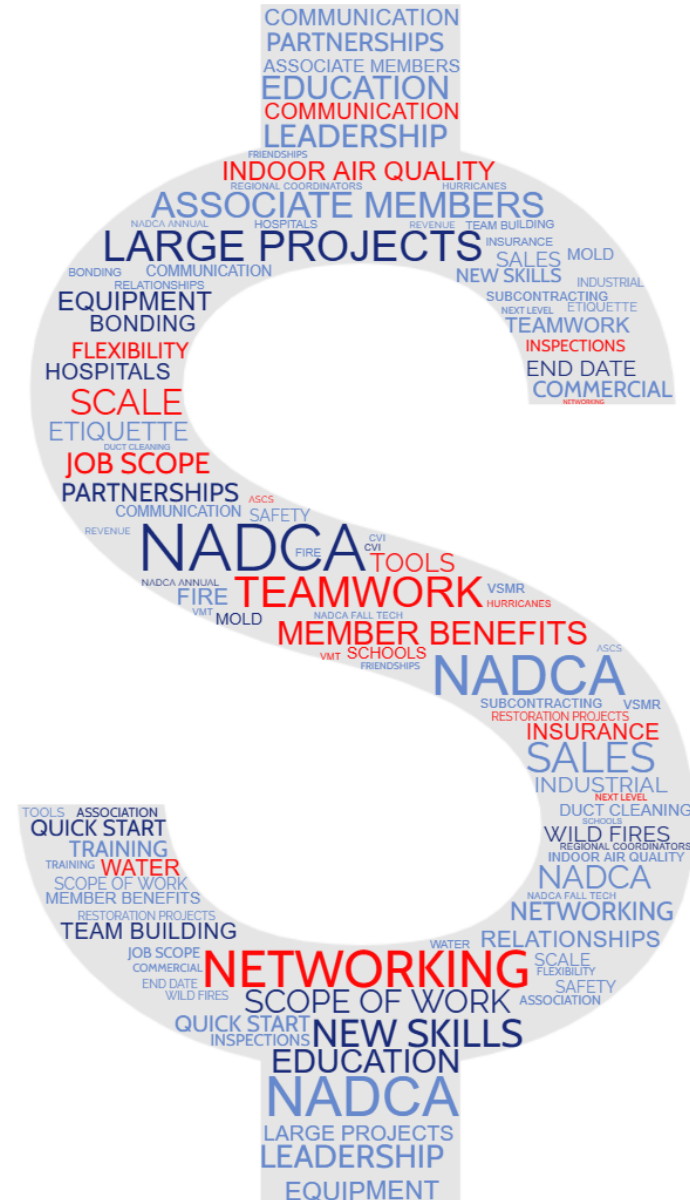 COMMUNICATION
PARTNERSHIPS
ASSOCIATE MEMBERS
EDUCATION
COMMUNICATION
LEADERSHIP
FRIENDSHIPS
INDOOR AIR QUALITY
REGIONAL COORDINATORS
HURRICANES
ASSOCIATE MEMBERS
NADCA ANNUAL
HOSPITALS
REVENUE
TEAM BUILDING
LARGE PROJECTS
INSURANCE
SALES
MOLD
BONDING
COMMUNICATION
NEW SKILLS
INDUSTRIAL
RELATIONSHIPS
EQUIPMENT
SUBCONTRACTING
NEXT LEVEL
ETIQUETTE
BONDING
TEAMWORK
FLEXIBILITY
INSPECTIONS
HOSPITALS
END DATE
SCALE
COMMERCIAL
NETWORKING
ETIQUETTE
DUCT CLEANING
JOB SCOPE
PARTNERSHIPS
ASCS
COMMUNICATION
SAFETY
REVENUE
NADCA
FIRE
CVI
CVI
TOOLS
NADCA ANNUAL
FIRE
TEAMWORK
VSMR
HURRICANES
VMT
MOLD
NADCA FALL TECH
MEMBER BENEFITS
VMT
SCHOOLS
ASCS
FRIENDSHIPS
NADCA
SUBCONTRACTING
VSMR
RESTORATION PROJECTS
INSURANCE
SALES
INDUSTRIAL
NEXT LEVEL
TOOLS
ASSOCIATION
DUCT CLEANING
SCHOOLS
QUICK START
WILD FIRES
TRAINING
REGIONAL COORDINATORS
TRAINING
WATER
INDOOR AIR QUALITY
SCOPE OF WORK
NADCA
MEMBER BENEFITS
NADCA FALL TECH
RESTORATION PROJECTS
NETWORKING
TEAM BUILDING
WATER
RELATIONSHIPS
JOB SCOPE
NETWORKING
SCALE
COMMERCIAL
FLEXIBILITY
END DATE
SAFETY
WILD FIRES
SCOPE OF WORK
ASSOCIATION
QUICK START
NEW SKILLS
INSPECTIONS
EDUCATION
NADCA
LARGE PROJECTS
LEADERSHIP
EQUIPMENT